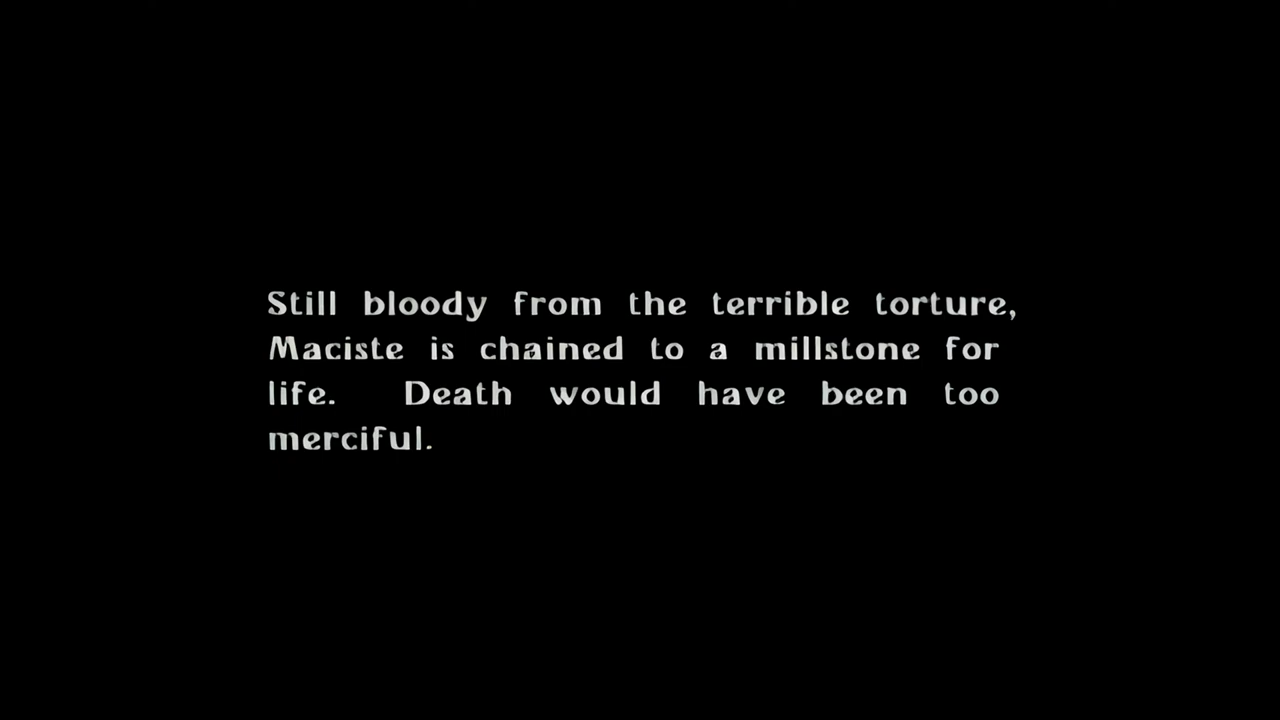 Still bloody from the terrible torture,
Maciste is chained to a millstone for
life. Death would have been too
merciful.